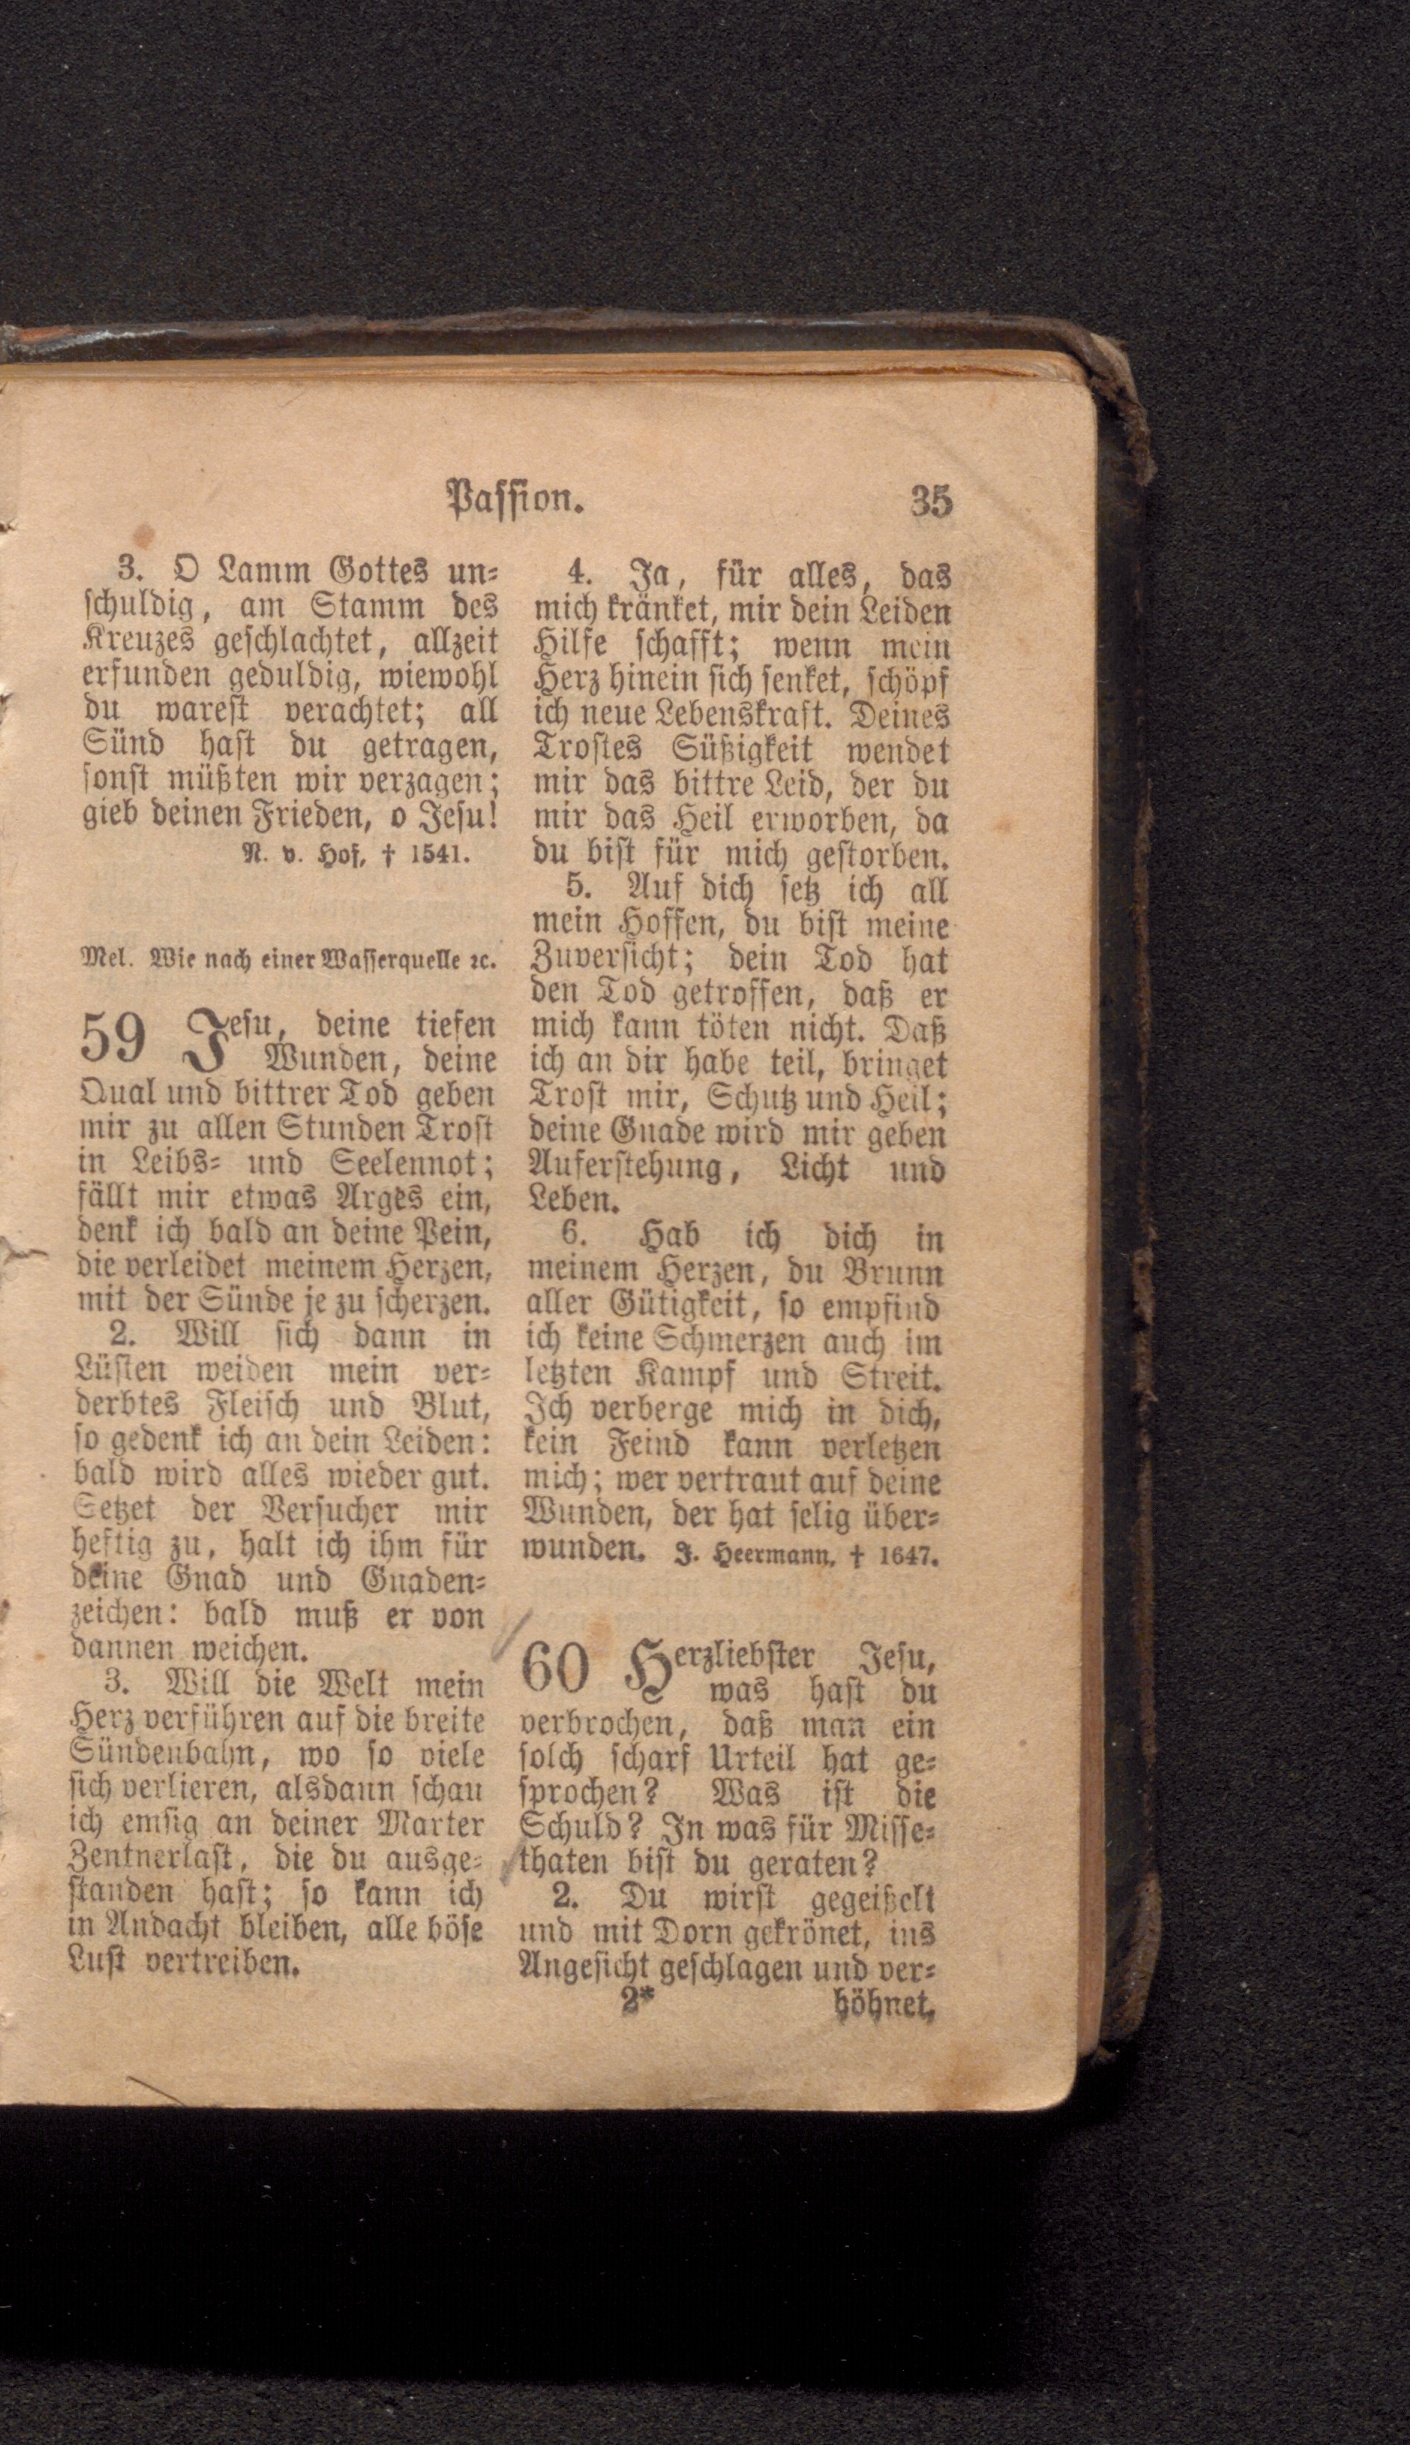 Passion. 35
3. O Lamm Gottes un-
schuldig, am Stamm des
Kreuzes geschlachtet, allzeit
erfunden geduldig, wiewohl
du warest verachtet; all
Sünd hast du getragen,
sonst müßten wir verzagen;
gieb deinen Frieden, o Jesu!
N. v. Hof, † 1541.
Mel. Wie nach einer Wasserquelle ꝛc.
59 Jesu, deine tiefen
Wunden, deine
Qual und bittrer Tod geben
mir zu allen Stunden Trost
in Leibs- und Seelennot;
fällt mir etwas Arges ein,
denk ich bald an deine Pein,
die verleidet meinem Herzen,
mit der Sünde je zu scherzen.
2. Will sich dann in
Lüsten weiden mein ver-
derbtes Fleisch und Blut,
so gedenk ich an dein Leiden:
bald wird alles wieder gut.
Setzet der Versucher mir
heftig zu, halt ich ihm für
deine Gnad und Gnaden-
zeichen: bald muß er von
dannen weichen.
3. Will die Welt mein
Herz verführen auf die breite
Sündenbahn, wo so viele
sich verlieren, alsdann schau
ich emsig an deiner Marter
Zentnerlast, die du ausge-
standen hast; so kann ich
in Andacht bleiben, alle böse
Lust vertreiben.
4. Ja, für alles, das
mich kränket, mir dein Leiden
Hilfe schafft; wenn mein
Herz hinein sich senket, schöpf
ich neue Lebenskraft. Deines
Trostes Süßigkeit wendet
mir das bittre Leid, der du
mir das Heil erworben, da
du bist für mich gestorben.
5. Auf dich setz ich all
mein Hoffen, du bist meine
Zuversicht; dein Tod hat
den Tod getroffen, daß er
mich kann töten nicht. Daß
ich an dir habe teil, bringet
Trost mir, Schutz und Heil;
deine Gnade wird mir geben
Auferstehung, Licht und
Leben.
6. Hab ich dich in
meinem Herzen, du Brunn
aller Gütigkeit, so empfind
ich keine Schmerzen auch im
letzten Kampf und Streit.
Ich verberge mich in dich,
kein Feind kann verletzen
mich; wer vertraut auf deine
Wunden, der hat selig über-
wunden. J. Heermann, † 1647.
60 Herzliebster Jesu,
was hast du
verbrochen, daß man ein
solch scharf Urteil hat ge-
sprochen? Was ist die
Schuld? In was für Misse-
thaten bist du geraten?
2. Du wirst gegeißelt
und mit Dorn gekrönet, ins
Angesicht geschlagen und ver-
2* höhnet,